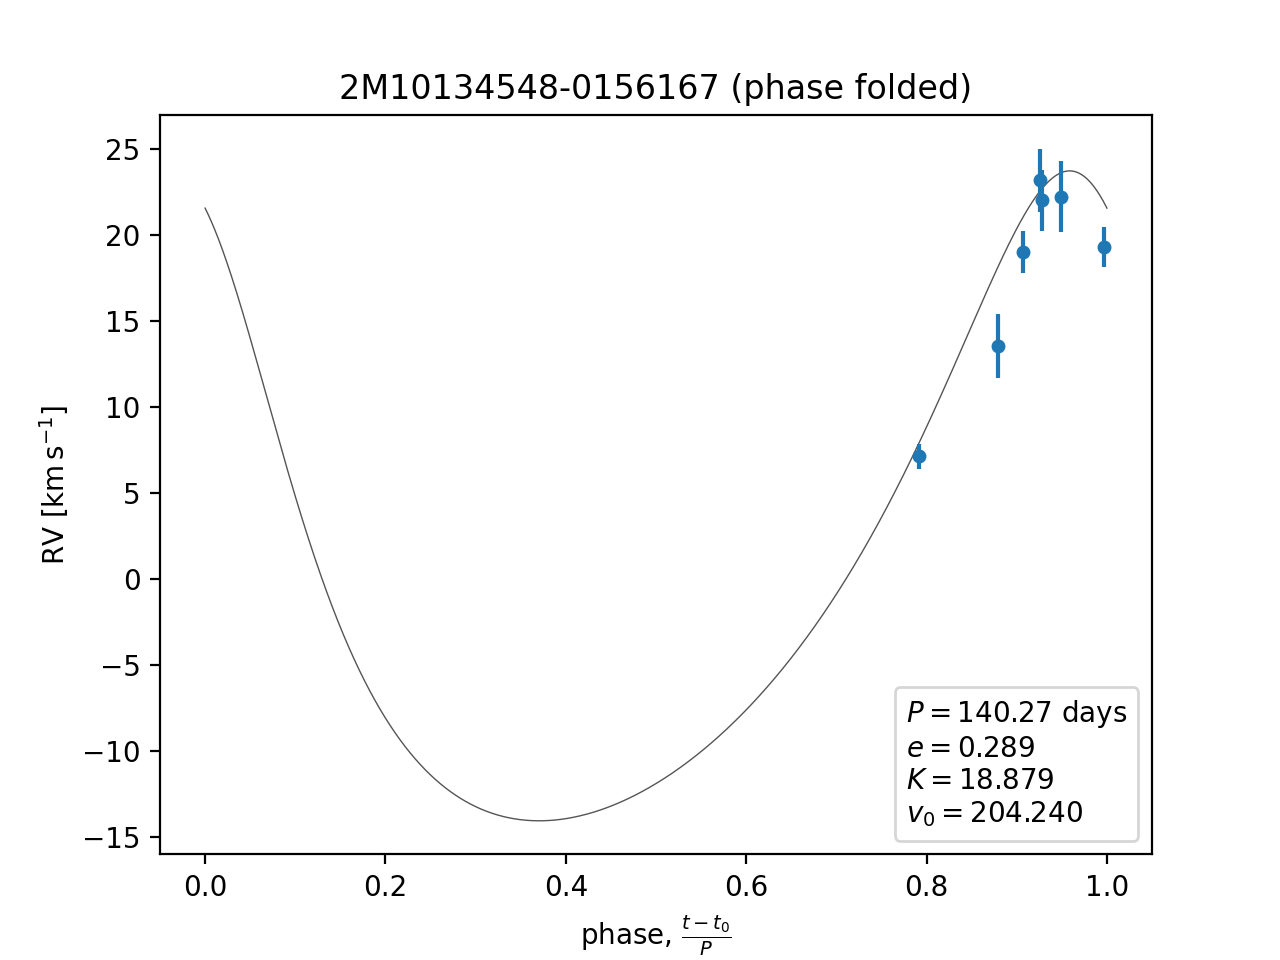 2M10134548-0156167 (phase folded)
RV [km s⁻¹]
25
20
15
10
5
0
−5
−10
−15
P = 140.27 days
e = 0.289
K = 18.879
v₀ = 204.240
0.0 0.2 0.4 0.6 0.8 1.0
phase, (t − t₀)/P